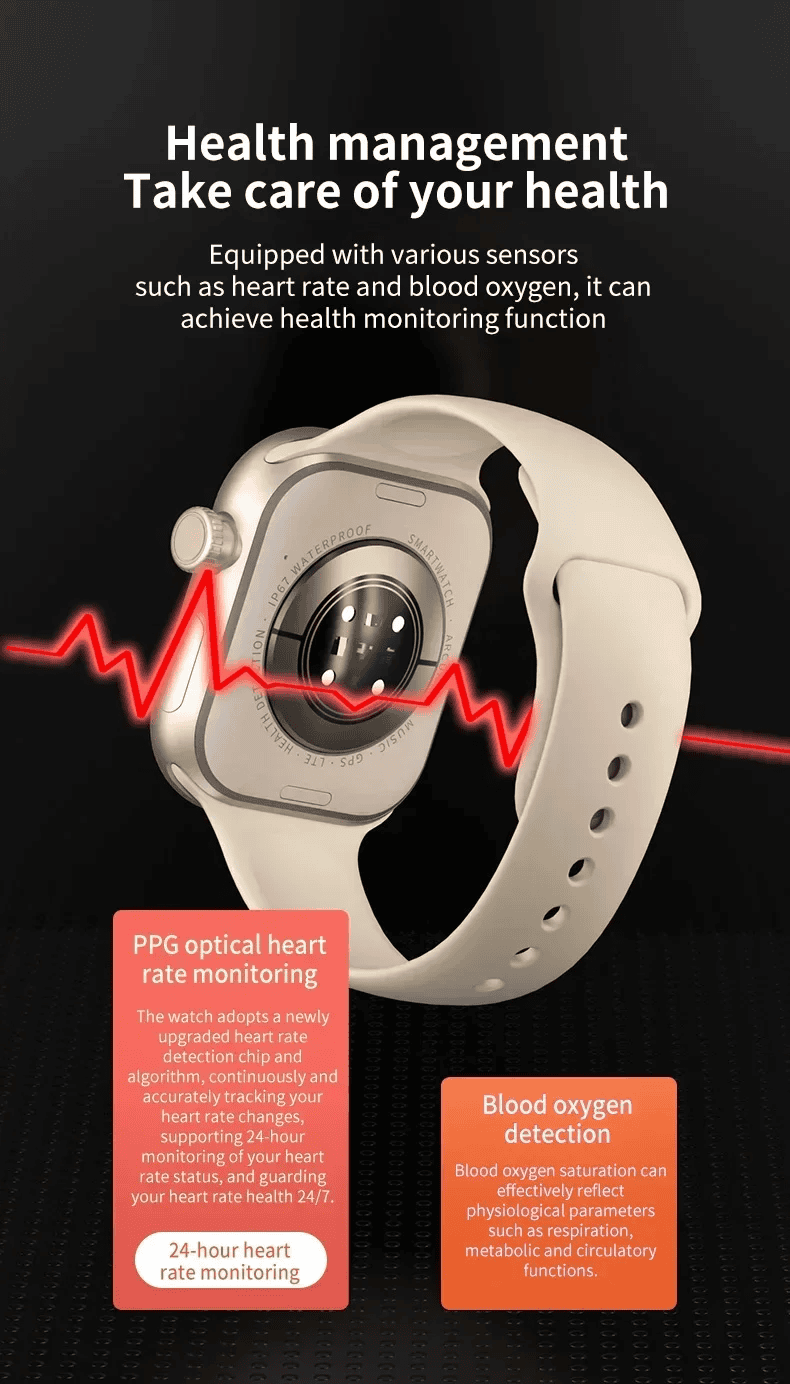 Health management
Take care of your health
Equipped with various sensors
such as heart rate and blood oxygen, it can
achieve health monitoring function
IP67 WATERPROOF
SMARTWATCH
MUSIC · GPS · LTE · HEALTH
PPG optical heart
rate monitoring
The watch adopts a newly
upgraded heart rate
detection chip and
algorithm, continuously and
accurately tracking your
heart rate changes,
supporting 24-hour
monitoring of your heart
rate status, and guarding
your heart rate health 24/7.
24-hour heart
rate monitoring
Blood oxygen
detection
Blood oxygen saturation can
effectively reflect
physiological parameters
such as respiration,
metabolic and circulatory
functions.